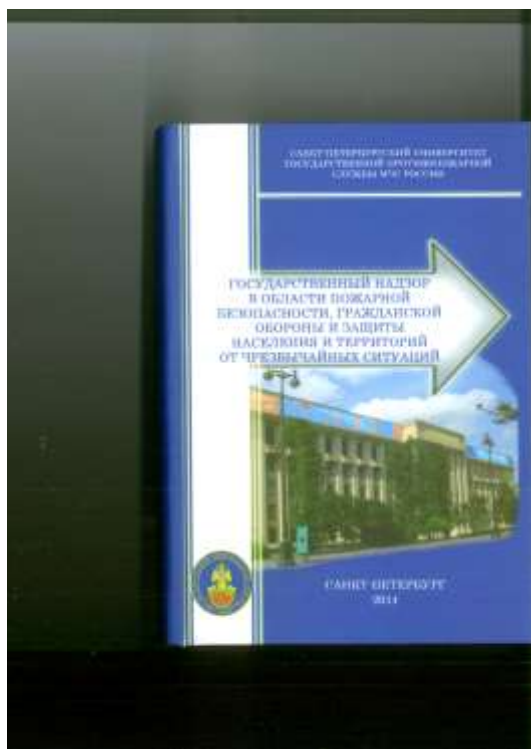 САНКТ-ПЕТЕРБУРГСКИЙ УНИВЕРСИТЕТ
ГОСУДАРСТВЕННОЙ ПРОТИВОПОЖАРНОЙ
СЛУЖБЫ МЧС РОССИИ
ГОСУДАРСТВЕННЫЙ НАДЗОР
В ОБЛАСТИ ПОЖАРНОЙ
БЕЗОПАСНОСТИ, ГРАЖДАНСКОЙ
ОБОРОНЫ И ЗАЩИТЫ
НАСЕЛЕНИЯ И ТЕРРИТОРИЙ
ОТ ЧРЕЗВЫЧАЙНЫХ СИТУАЦИЙ
САНКТ-ПЕТЕРБУРГ
2014